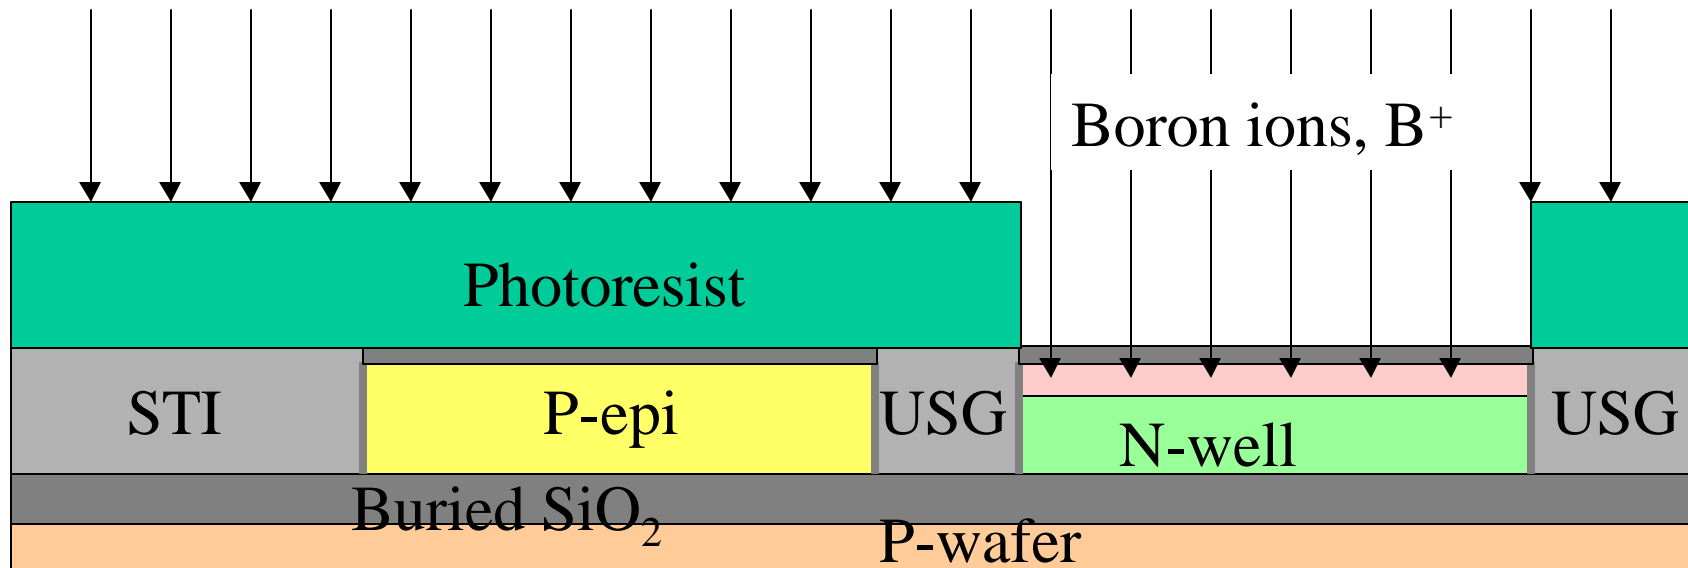 Boron ions, B⁺
Photoresist
STI
P-epi
USG
N-well
USG
Buried SiO₂
P-wafer